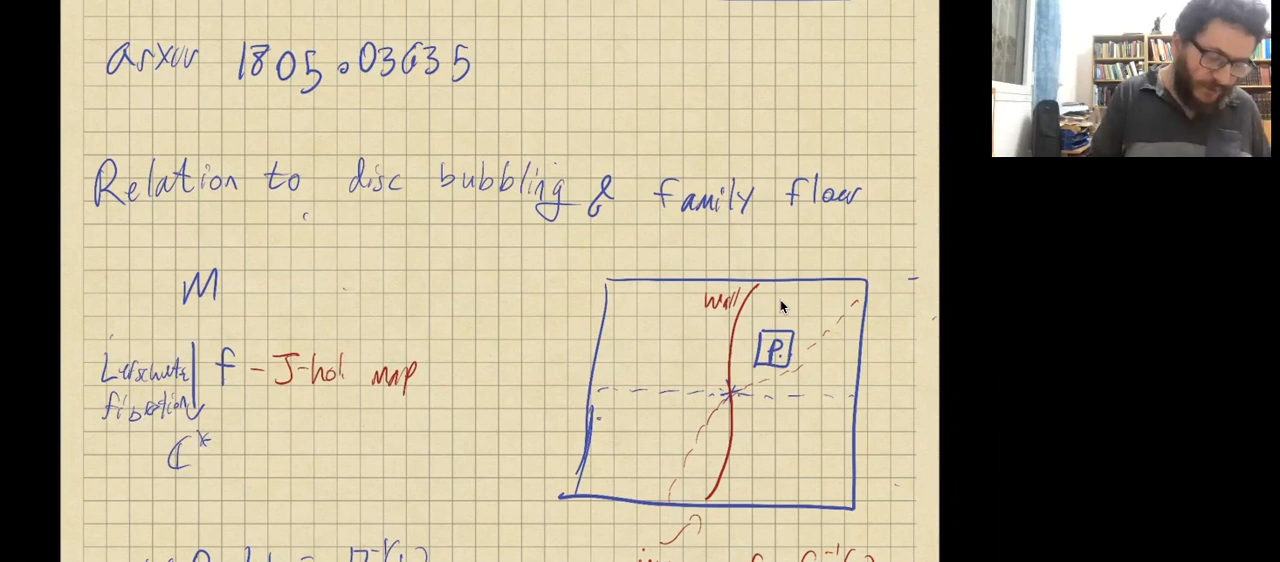 arxiv 1805.03635
Relation to disc bubbling & family floer
M
wall
P.
Lefschetz f - J-hol map
fibration
C*